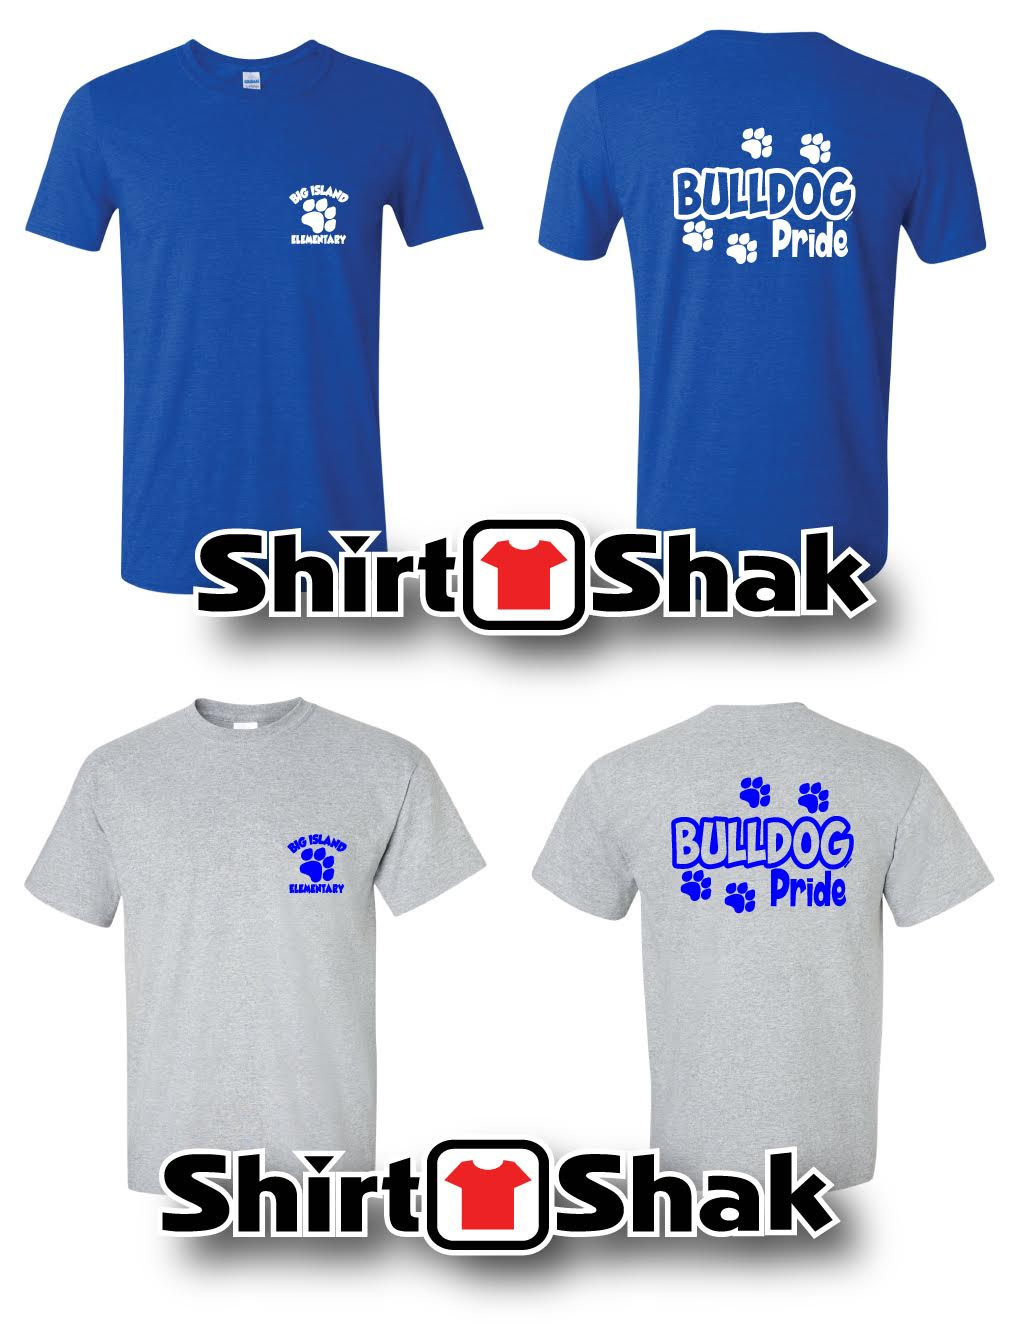 BIG ISLAND
ELEMENTARY
BULLDOG
Pride
Shirt Shak
BIG ISLAND
ELEMENTARY
BULLDOG
Pride
Shirt Shak